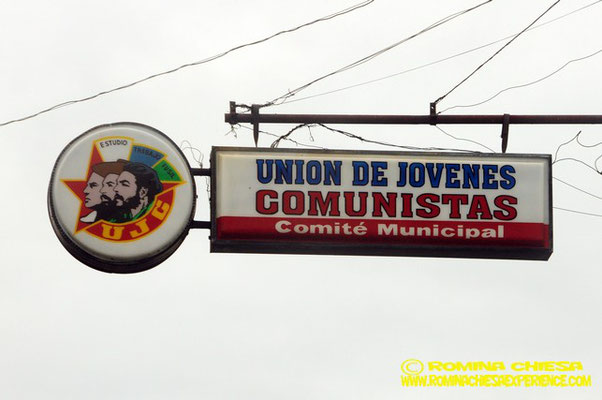 ESTUDIO TRABAJO FUSIL
UJC
UNION DE JOVENES
COMUNISTAS
Comité Municipal
© ROMINA CHIESA
WWW.ROMINACHIESAEXPERIENCE.COM